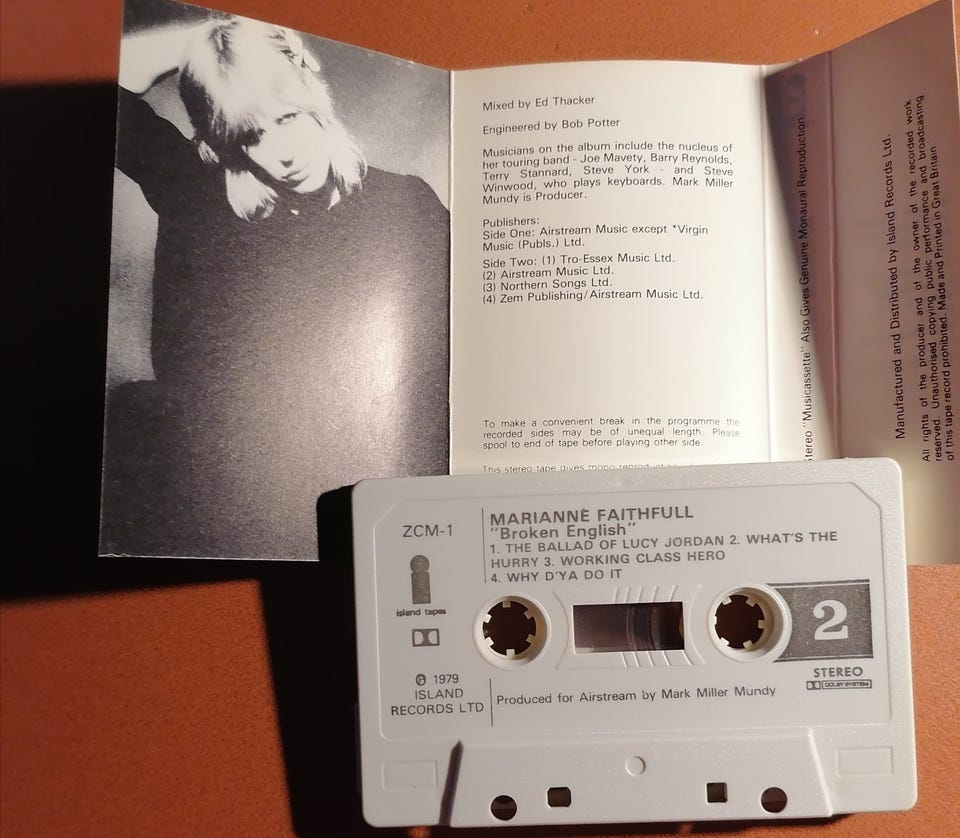 Mixed by Ed Thacker
Engineered by Bob Potter
Musicians on the album include the nucleus of
her touring band - Joe Mavety, Barry Reynolds,
Terry Stannard, Steve York - and Steve
Winwood, who plays keyboards. Mark Miller
Mundy is Producer.
Publishers:
Side One: Airstream Music except *Virgin
Music (Publs.) Ltd.
Side Two: (1) Tro-Essex Music Ltd.
(2) Airstream Music Ltd.
(3) Northern Songs Ltd.
(4) Zem Publishing/Airstream Music Ltd.
To make a convenient break in the programme the
recorded sides may be of unequal length. Please
spool to end of tape before playing other side.
This stereo tape gives mono
Stereo "Musicassette" Also Gives Genuine Monaural Reproduction
Manufactured and Distributed by Island Records Ltd.
All rights of the producer and of the owner of the recorded work
reserved. Unauthorised copying public performance and broadcasting
of this tape record prohibited. Made and Printed in Great Britain
ZCM-1
MARIANNE FAITHFULL
"Broken English"
1. THE BALLAD OF LUCY JORDAN 2. WHAT'S THE
HURRY 3. WORKING CLASS HERO
4. WHY D'YA DO IT
island tapes
2
STEREO
DOLBY SYSTEM
℗ 1979
ISLAND
RECORDS LTD
Produced for Airstream by Mark Miller Mundy